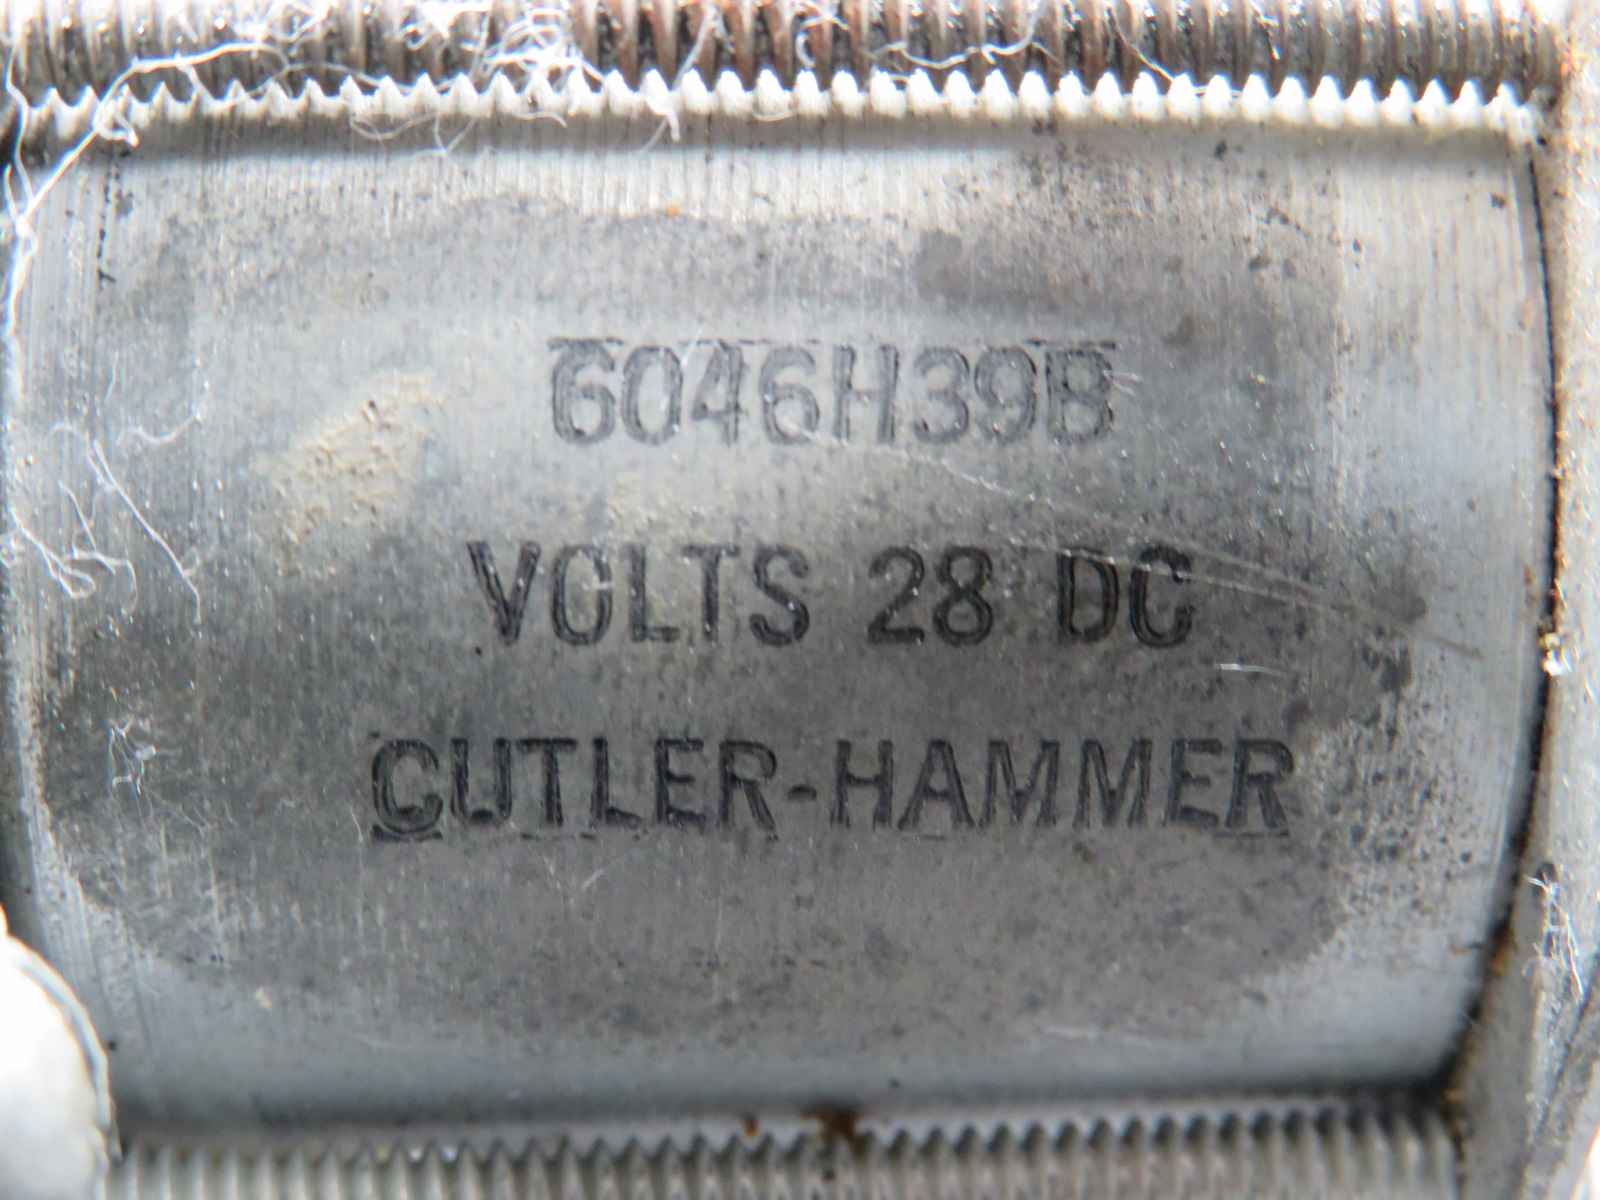 6046H39B
VOLTS 28 DC
CUTLER-HAMMER